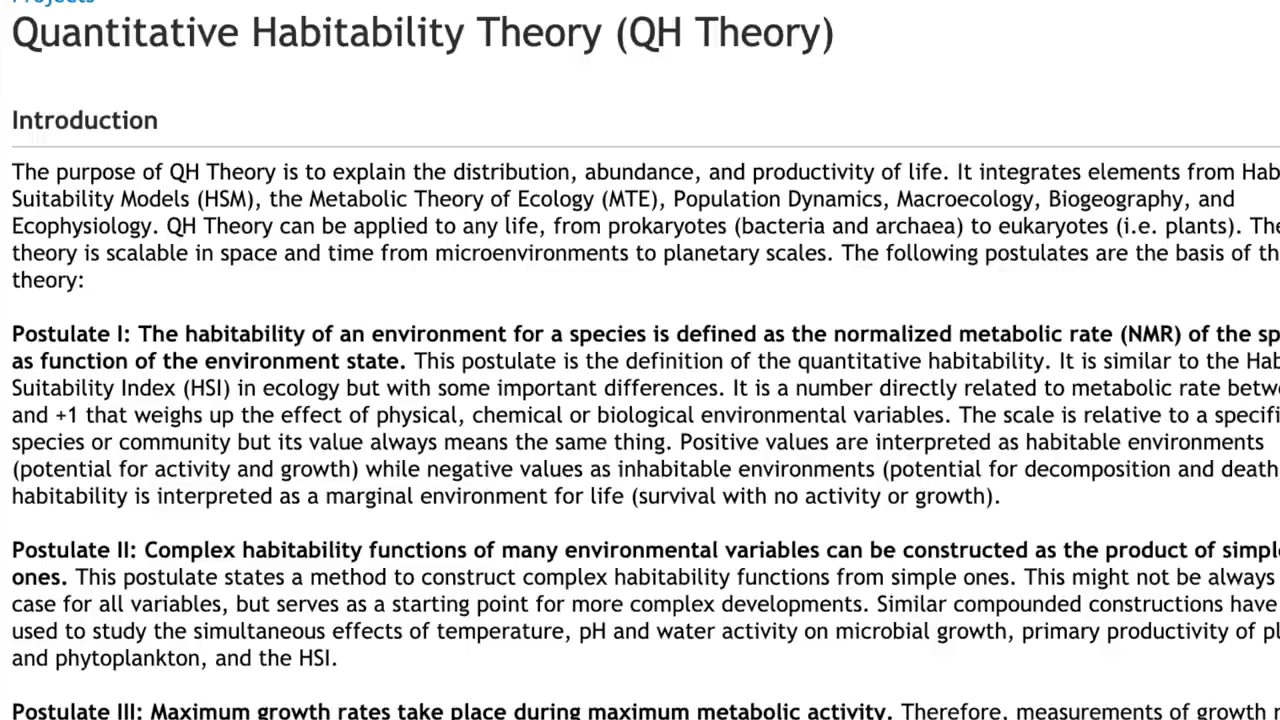 Projects
Quantitative Habitability Theory (QH Theory)
Introduction
The purpose of QH Theory is to explain the distribution, abundance, and productivity of life. It integrates elements from Hab
Suitability Models (HSM), the Metabolic Theory of Ecology (MTE), Population Dynamics, Macroecology, Biogeography, and
Ecophysiology. QH Theory can be applied to any life, from prokaryotes (bacteria and archaea) to eukaryotes (i.e. plants). The
theory is scalable in space and time from microenvironments to planetary scales. The following postulates are the basis of th
theory:
Postulate I: The habitability of an environment for a species is defined as the normalized metabolic rate (NMR) of the sp
as function of the environment state. This postulate is the definition of the quantitative habitability. It is similar to the Hab
Suitability Index (HSI) in ecology but with some important differences. It is a number directly related to metabolic rate betwe
and +1 that weighs up the effect of physical, chemical or biological environmental variables. The scale is relative to a specifi
species or community but its value always means the same thing. Positive values are interpreted as habitable environments
(potential for activity and growth) while negative values as inhabitable environments (potential for decomposition and death
habitability is interpreted as a marginal environment for life (survival with no activity or growth).
Postulate II: Complex habitability functions of many environmental variables can be constructed as the product of simple
ones. This postulate states a method to construct complex habitability functions from simple ones. This might not be always
case for all variables, but serves as a starting point for more complex developments. Similar compounded constructions have
used to study the simultaneous effects of temperature, pH and water activity on microbial growth, primary productivity of pl
and phytoplankton, and the HSI.
Postulate III: Maximum growth rates take place during maximum metabolic activity. Therefore, measurements of growth r